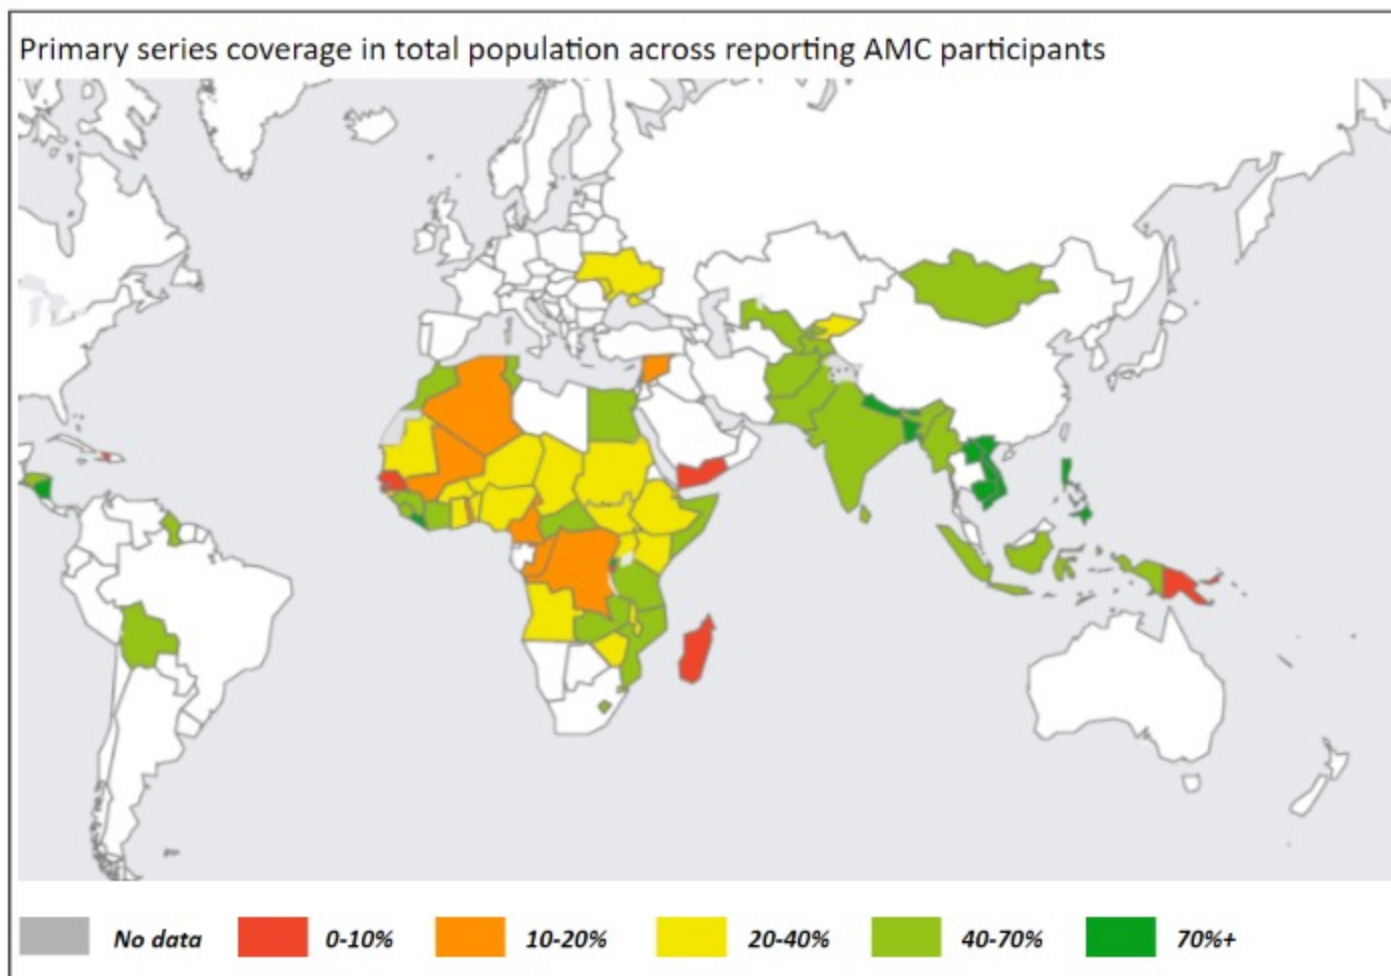 Primary series coverage in total population across reporting AMC participants
No data
0-10%
10-20%
20-40%
40-70%
70%+